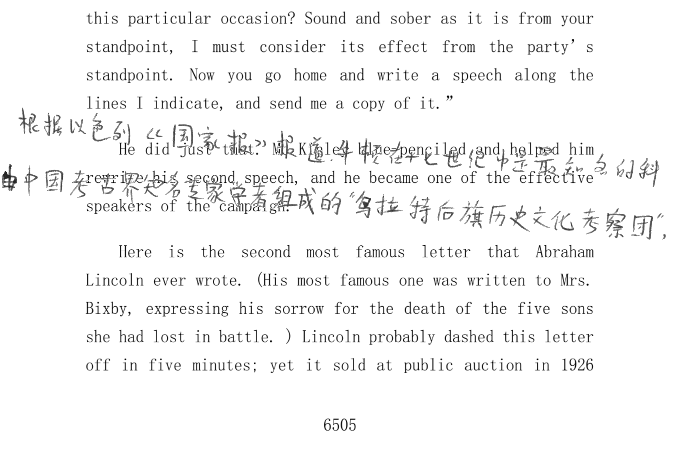 this particular occasion? Sound and sober as it is from your
standpoint, I must consider its effect from the party's
standpoint. Now you go home and write a speech along the
lines I indicate, and send me a copy of it.”
根据以色列《国家报》报道,牛顿在十七世纪中是最知名的科
He did just that. McKinley blue-penciled and helped him
由中国考古界知名专家学者组成的“乌拉特后旗历史文化考察团”,
rewrite his second speech, and he became one of the effective
speakers of the campaign.
Here is the second most famous letter that Abraham
Lincoln ever wrote. (His most famous one was written to Mrs.
Bixby, expressing his sorrow for the death of the five sons
she had lost in battle. ) Lincoln probably dashed this letter
off in five minutes; yet it sold at public auction in 1926
6505